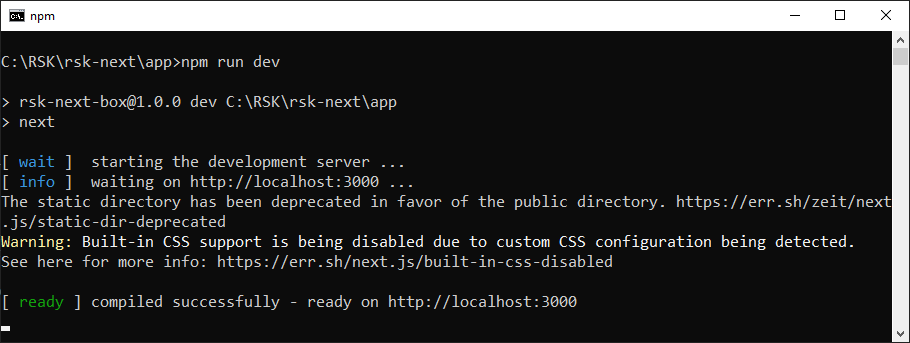 npm
C:\RSK\rsk-next\app>npm run dev
> rsk-next-box@1.0.0 dev C:\RSK\rsk-next\app
> next
[ wait ]  starting the development server ...
[ info ]  waiting on http://localhost:3000 ...
The static directory has been deprecated in favor of the public directory. https://err.sh/zeit/next
.js/static-dir-deprecated
Warning: Built-in CSS support is being disabled due to custom CSS configuration being detected.
See here for more info: https://err.sh/next.js/built-in-css-disabled
[ ready ] compiled successfully - ready on http://localhost:3000